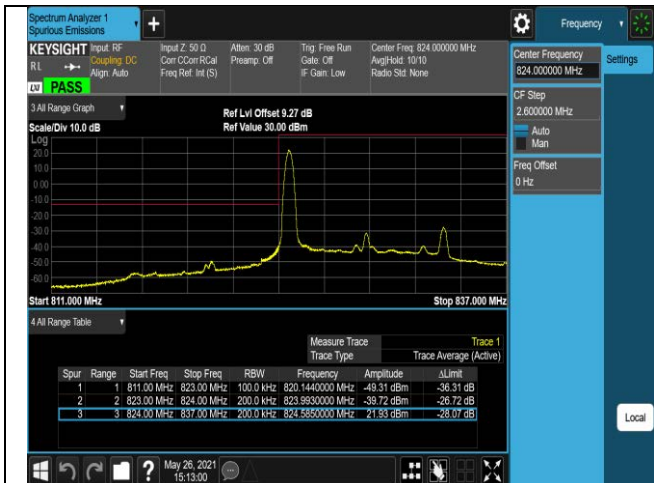 Spectrum Analyzer 1
Spurious Emissions
+
Frequency
KEYSIGHT Input: RF Input Z: 50 Ω Atten: 30 dB Trig: Free Run Center Freq: 824.000000 MHz
RL Coupling: DC Corr CCorr RCal Preamp: Off Gate: Off Avg|Hold: 10/10
Align: Auto Freq Ref: Int (S) IF Gain: Low Radio Std: None
LXI PASS
Center Frequency
824.000000 MHz
Settings
CF Step
2.600000 MHz
Auto
Man
Freq Offset
0 Hz
3 All Range Graph
Ref Lvl Offset 9.27 dB
Scale/Div 10.0 dB Ref Value 30.00 dBm
Log
20.0
10.0
0.00
-10.0
-20.0
-30.0
-40.0
-50.0
-60.0
Start 811.000 MHz Stop 837.000 MHz
4 All Range Table
Measure Trace Trace 1
Trace Type Trace Average (Active)
Spur Range Start Freq Stop Freq RBW Frequency Amplitude ΔLimit
1 1 811.00 MHz 823.00 MHz 100.0 kHz 820.1440000 MHz -49.31 dBm -36.31 dB
2 2 823.00 MHz 824.00 MHz 200.0 kHz 823.9930000 MHz -39.72 dBm -26.72 dB
3 3 824.00 MHz 837.00 MHz 200.0 kHz 824.5850000 MHz 21.93 dBm -28.07 dB
Local
? May 26, 2021
15:13:00